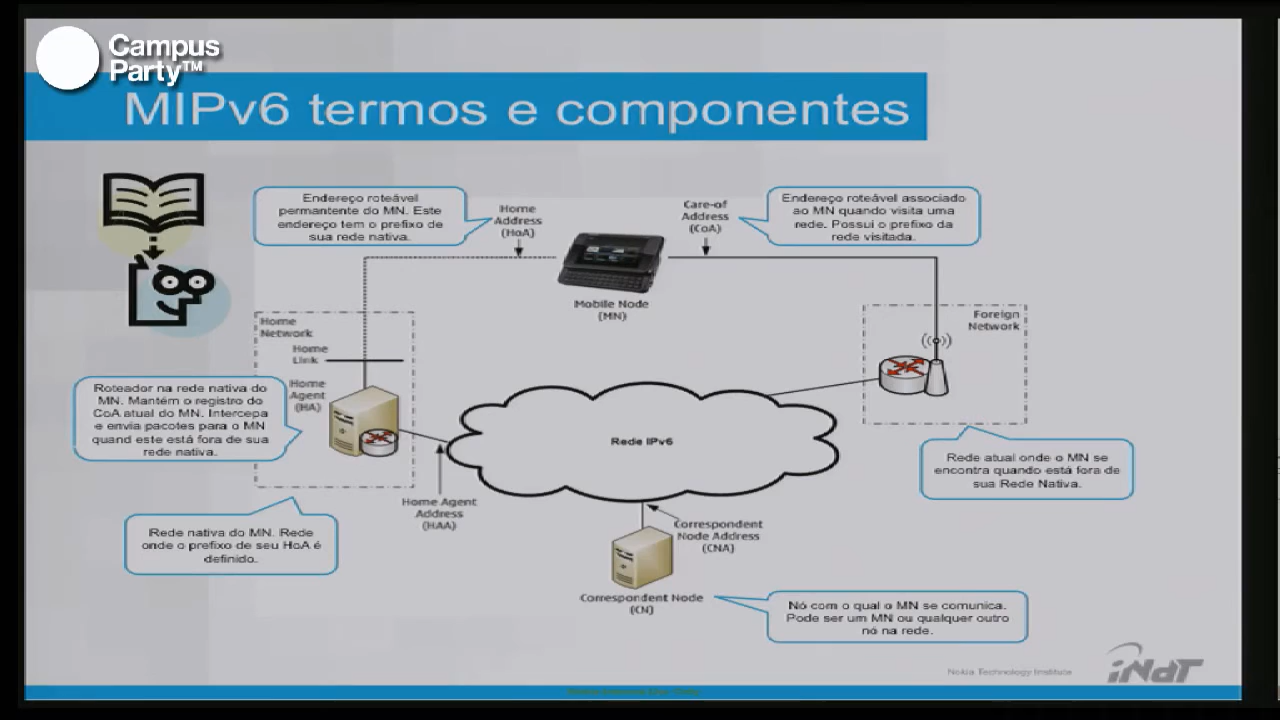 Campus
Party™
MIPv6 termos e componentes
Endereço roteável
permantente do MN. Este
endereço tem o prefixo de
sua rede nativa.
Home
Address
(HoA)
Care-of
Address
(CoA)
Endereço roteável associado
ao MN quando visita uma
rede. Possui o prefixo da
rede visitada.
Mobile Node
(MN)
Home
Network
Home
Link
Foreign
Network
Roteador na rede nativa do
MN. Mantém o registro do
CoA atual do MN. Intercepa
e envia pacotes para o MN
quand este está fora de sua
rede nativa.
Home
Agent
(HA)
Rede IPv6
Rede atual onde o MN se
encontra quando está fora de
sua Rede Nativa.
Home Agent
Address
(HAA)
Rede nativa do MN. Rede
onde o prefixo de seu HoA é
definido.
Correspondent
Node Address
(CNA)
Correspondent Node
(CN)
Nó com o qual o MN se comunica.
Pode ser um MN ou qualquer outro
nó na rede.
Nokia Technology Institute
iNdT